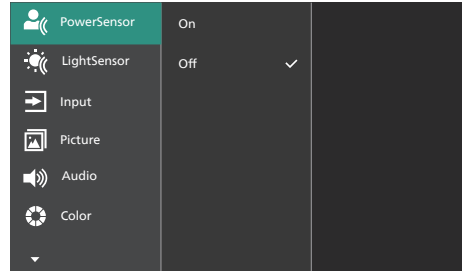 PowerSensor
On
LightSensor
Off
Input
Picture
Audio
Color